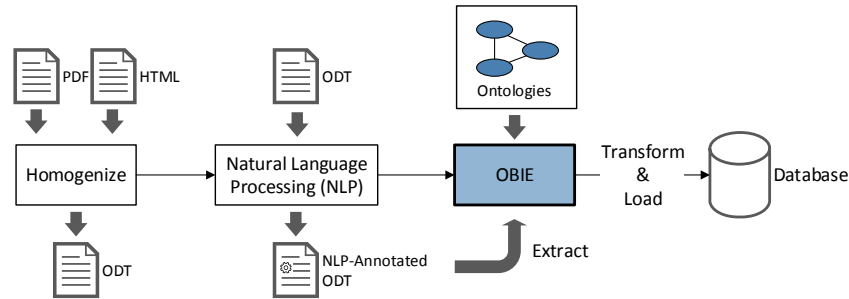 PDF
HTML
ODT
Ontologies
Homogenize
Natural Language
Processing (NLP)
OBIE
Transform
&
Load
Database
ODT
NLP-Annotated
ODT
Extract